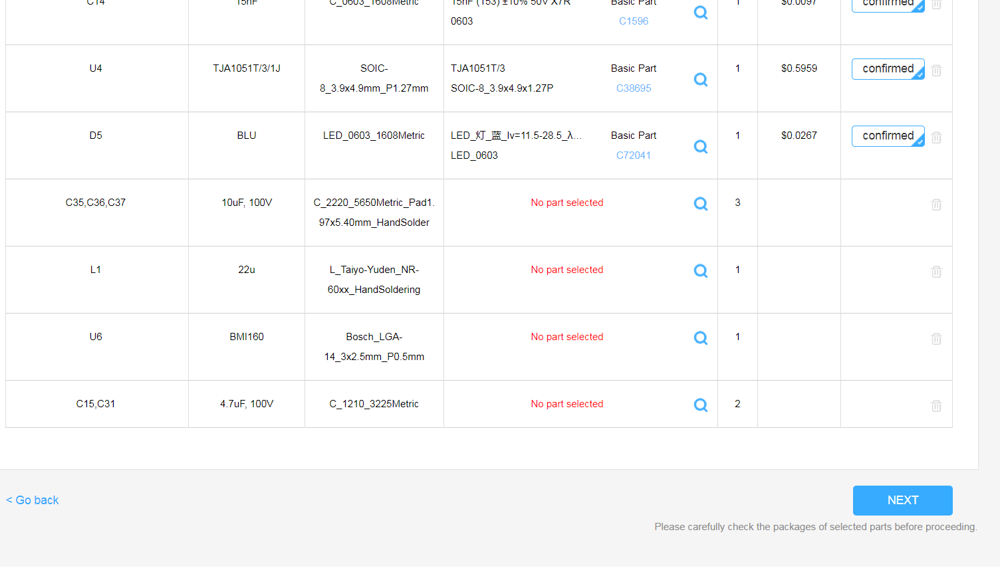 C14
15nF
C_0603_1608Metric
15nF (153) ±10% 50V X7R
0603
Basic Part
C1596
1
$0.0097
confirmed
U4
TJA1051T/3/1J
SOIC-
8_3.9x4.9mm_P1.27mm
TJA1051T/3
SOIC-8_3.9x4.9x1.27P
Basic Part
C38695
1
$0.5959
confirmed
D5
BLU
LED_0603_1608Metric
LED_灯_蓝_Iv=11.5-28.5_λ...
LED_0603
Basic Part
C72041
1
$0.0267
confirmed
C35,C36,C37
10uF, 100V
C_2220_5650Metric_Pad1.
97x5.40mm_HandSolder
No part selected
3
L1
22u
L_Taiyo-Yuden_NR-
60xx_HandSoldering
No part selected
1
U6
BMI160
Bosch_LGA-
14_3x2.5mm_P0.5mm
No part selected
1
C15,C31
4.7uF, 100V
C_1210_3225Metric
No part selected
2
< Go back
NEXT
Please carefully check the packages of selected parts before proceeding.